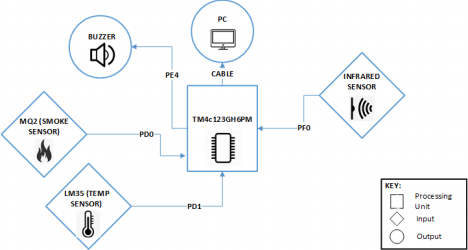 PC
BUZZER
PE4
CABLE
INFRARED
SENSOR
MQ2 (SMOKE
SENSOR)
TM4c123GH6PM
PD0
PF0
LM35 (TEMP
SENSOR)
PD1
KEY:
Processing
Unit
Input
Output